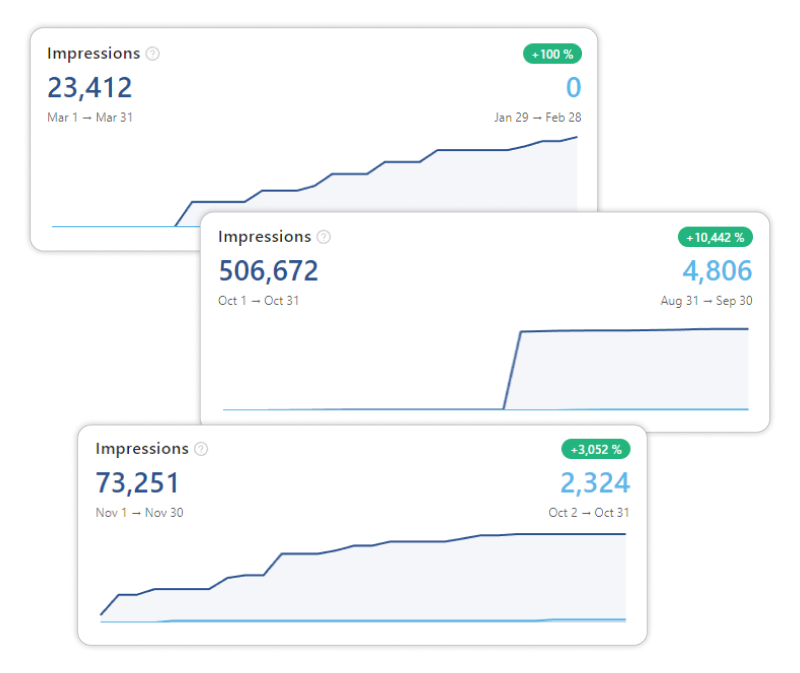 Impressions ?
+100 %
23,412
0
Mar 1 → Mar 31
Jan 29 → Feb 28
Impressions ?
+10,442 %
506,672
4,806
Oct 1 → Oct 31
Aug 31 → Sep 30
Impressions ?
+3,052 %
73,251
2,324
Nov 1 → Nov 30
Oct 2 → Oct 31